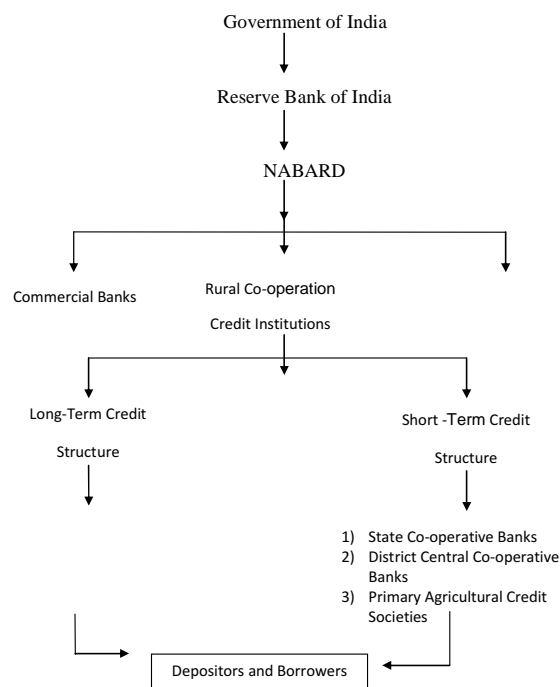 Government of India
Reserve Bank of India
NABARD
Commercial Banks
Rural Co-operation
Credit Institutions
Long-Term Credit
Structure
Short -Term Credit
Structure
1) State Co-operative Banks
2) District Central Co-operative
Banks
3) Primary Agricultural Credit
Societies
Depositors and Borrowers